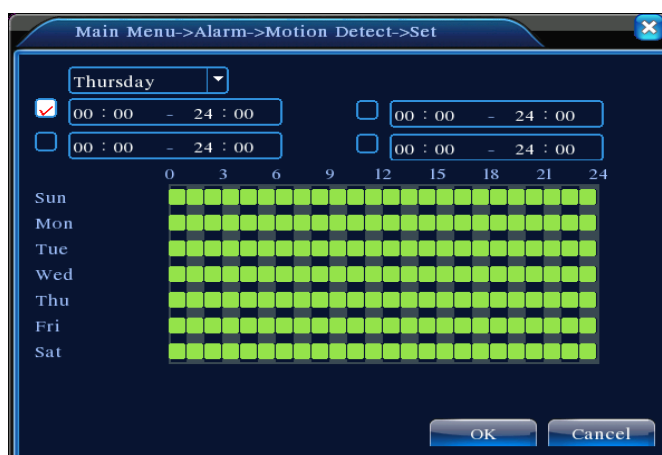 Main Menu->Alarm->Motion Detect->Set
Thursday
00 : 00 - 24 : 00 00 : 00 - 24 : 00
00 : 00 - 24 : 00 00 : 00 - 24 : 00
0 3 6 9 12 15 18 21 24
Sun
Mon
Tue
Wed
Thu
Fri
Sat
OK Cancel